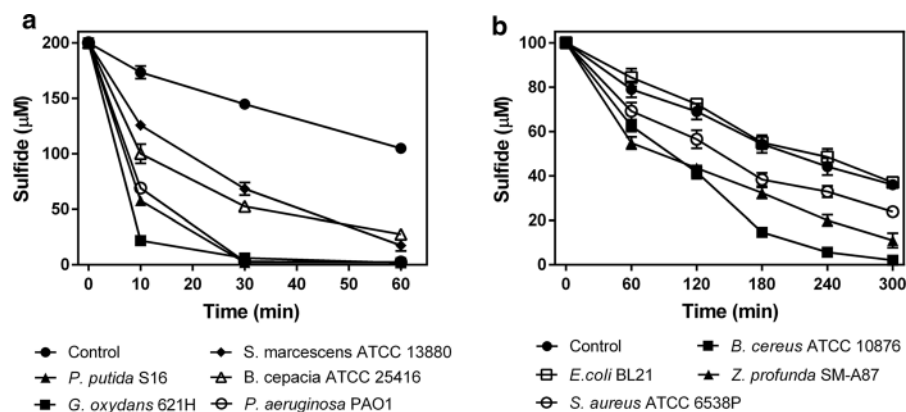 a
200
150
100
50
0
Sulfide (µM)
0 10 20 30 40 50 60
Time (min)
Control
P. putida S16
G. oxydans 621H
S. marcescens ATCC 13880
B. cepacia ATCC 25416
P. aeruginosa PAO1
b
100
80
60
40
20
0
Sulfide (µM)
0 60 120 180 240 300
Time (min)
Control
E.coli BL21
S. aureus ATCC 6538P
B. cereus ATCC 10876
Z. profunda SM-A87